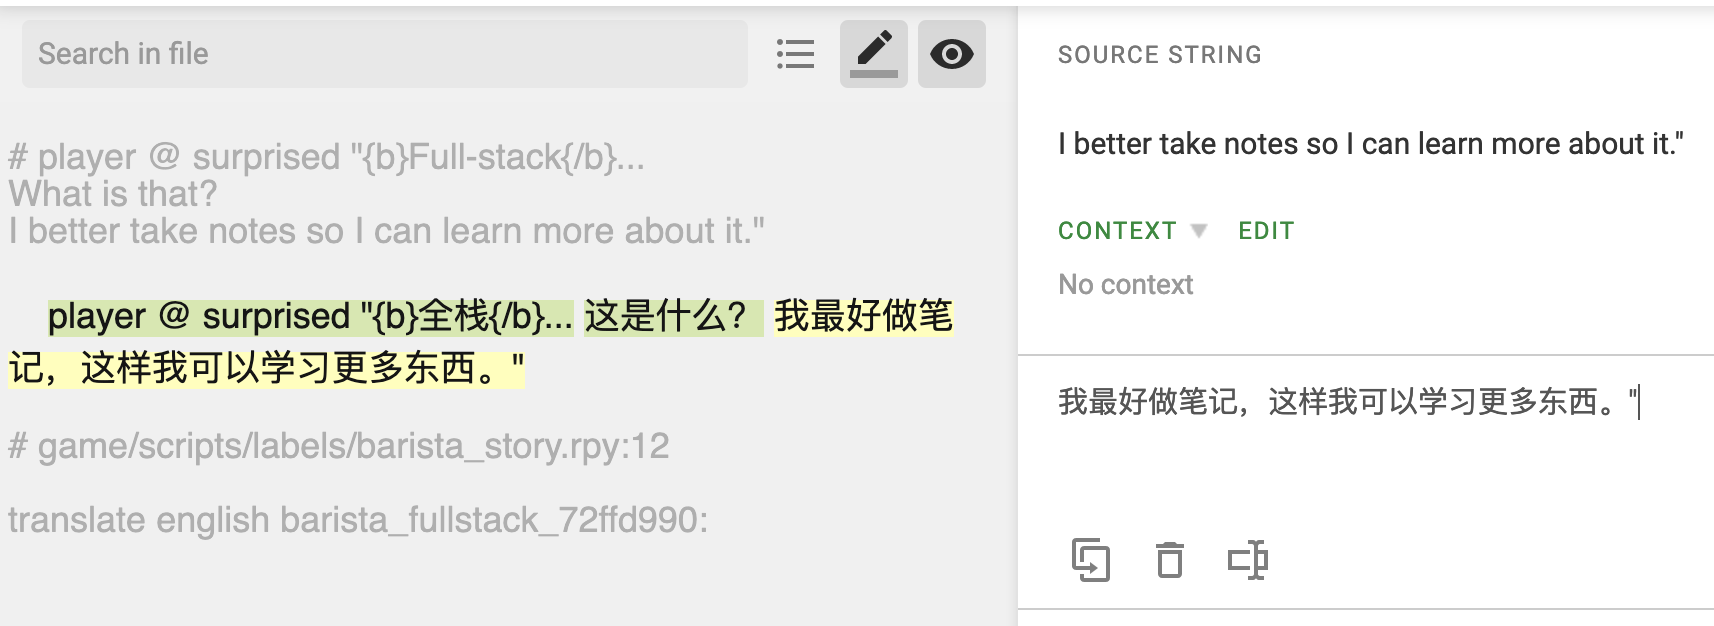 Search in file
# player @ surprised "{b}Full-stack{/b}...
What is that?
I better take notes so I can learn more about it."
player @ surprised "{b}全栈{/b}... 这是什么？ 我最好做笔
记，这样我可以学习更多东西。"
# game/scripts/labels/barista_story.rpy:12
translate english barista_fullstack_72ffd990:
SOURCE STRING
I better take notes so I can learn more about it."
CONTEXT EDIT
No context
我最好做笔记，这样我可以学习更多东西。"